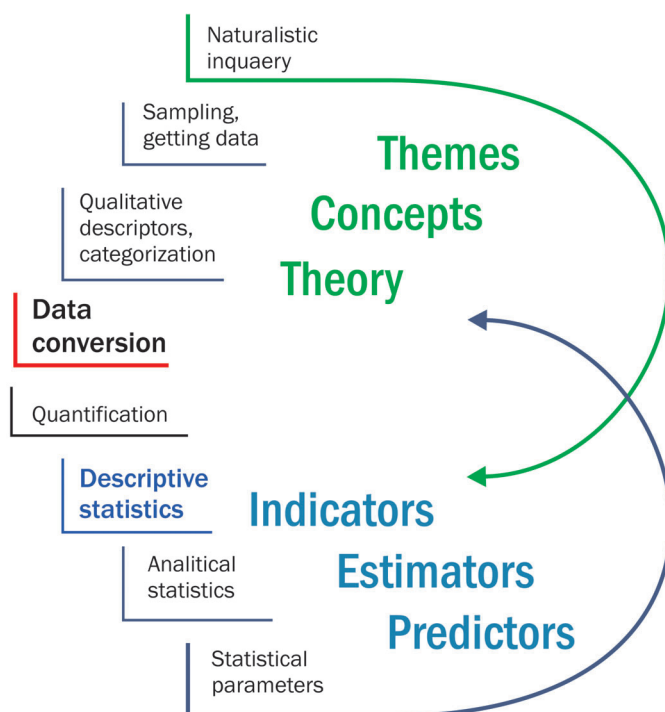 Naturalistic
inquaery
Sampling,
getting data
Themes
Qualitative
descriptors,
categorization
Concepts
Theory
Data
conversion
Quantification
Descriptive
statistics
Indicators
Analitical
statistics
Estimators
Predictors
Statistical
parameters